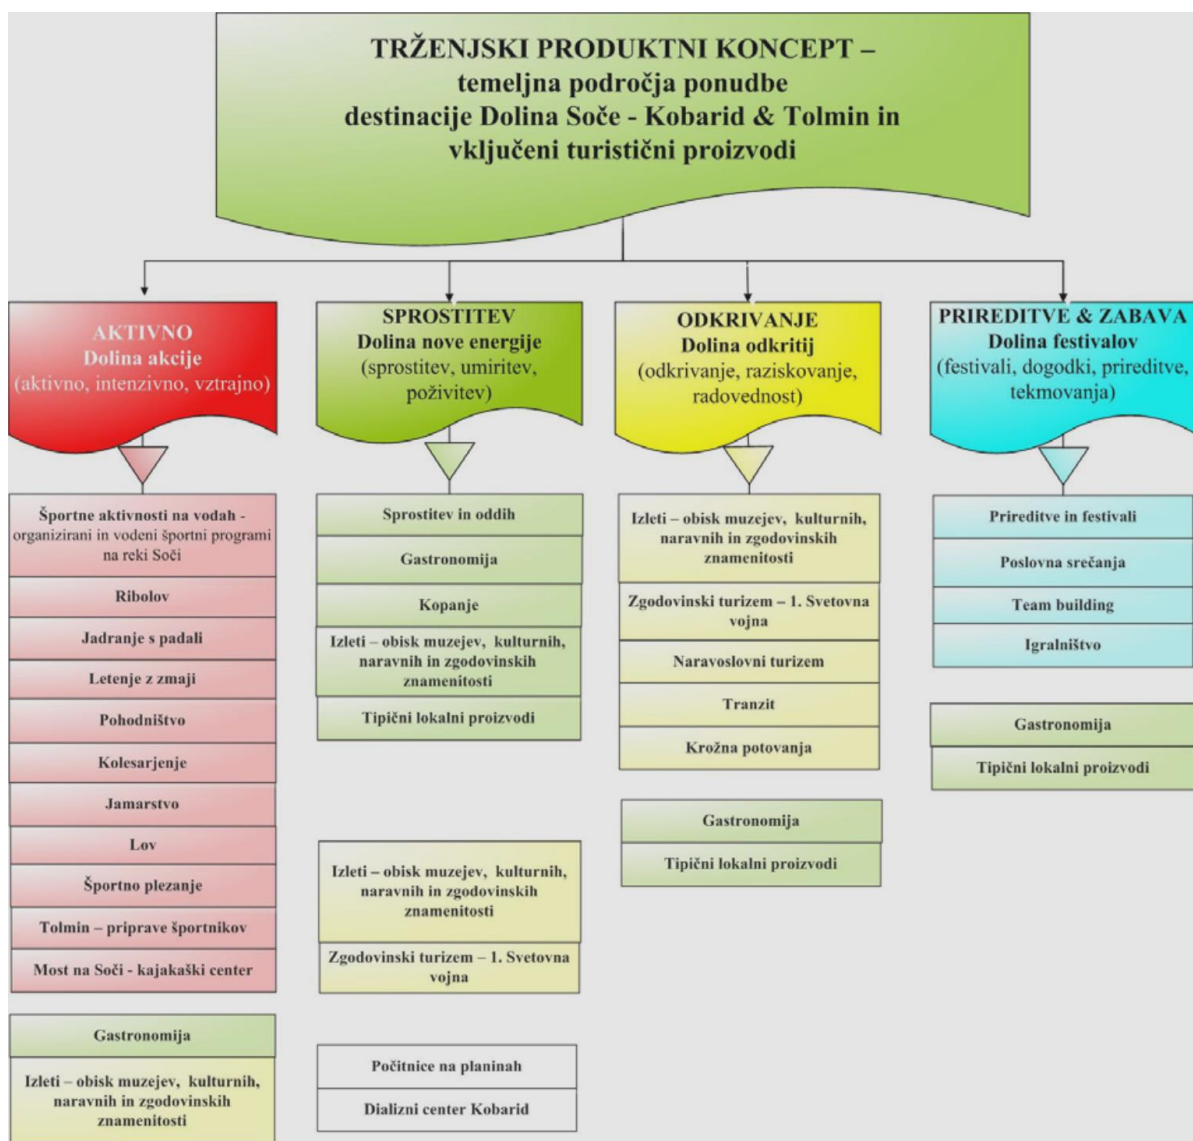 TRŽENJSKI PRODUKTNI KONCEPT –
temeljna področja ponudbe
destinacije Dolina Soče - Kobarid & Tolmin in
vključeni turistični proizvodi
AKTIVNO
Dolina akcije
(aktivno, intenzivno, vztrajno)
Športne aktivnosti na vodah -
organizirani in vodeni športni programi
na reki Soči
Ribolov
Jadranje s padali
Letenje z zmaji
Pohodništvo
Kolesarjenje
Jamarstvo
Lov
Športno plezanje
Tolmin – priprave športnikov
Most na Soči - kajakaški center
Gastronomija
Izleti – obisk muzejev, kulturnih,
naravnih in zgodovinskih
znamenitosti
SPROSTITEV
Dolina nove energije
(sprostitev, umiritev,
poživitev)
Sprostitev in oddih
Gastronomija
Kopanje
Izleti – obisk muzejev, kulturnih,
naravnih in zgodovinskih
znamenitosti
Tipični lokalni proizvodi
Izleti – obisk muzejev, kulturnih,
naravnih in zgodovinskih
znamenitosti
Zgodovinski turizem – 1. Svetovna
vojna
Počitnice na planinah
Dializni center Kobarid
ODKRIVANJE
Dolina odkritij
(odkrivanje, raziskovanje,
radovednost)
Izleti – obisk muzejev, kulturnih,
naravnih in zgodovinskih
znamenitosti
Zgodovinski turizem – 1. Svetovna
vojna
Naravoslovni turizem
Tranzit
Krožna potovanja
Gastronomija
Tipični lokalni proizvodi
PRIREDITVE & ZABAVA
Dolina festivalov
(festivali, dogodki, prireditve,
tekmovanja)
Prireditve in festivali
Poslovna srečanja
Team building
Igralništvo
Gastronomija
Tipični lokalni proizvodi